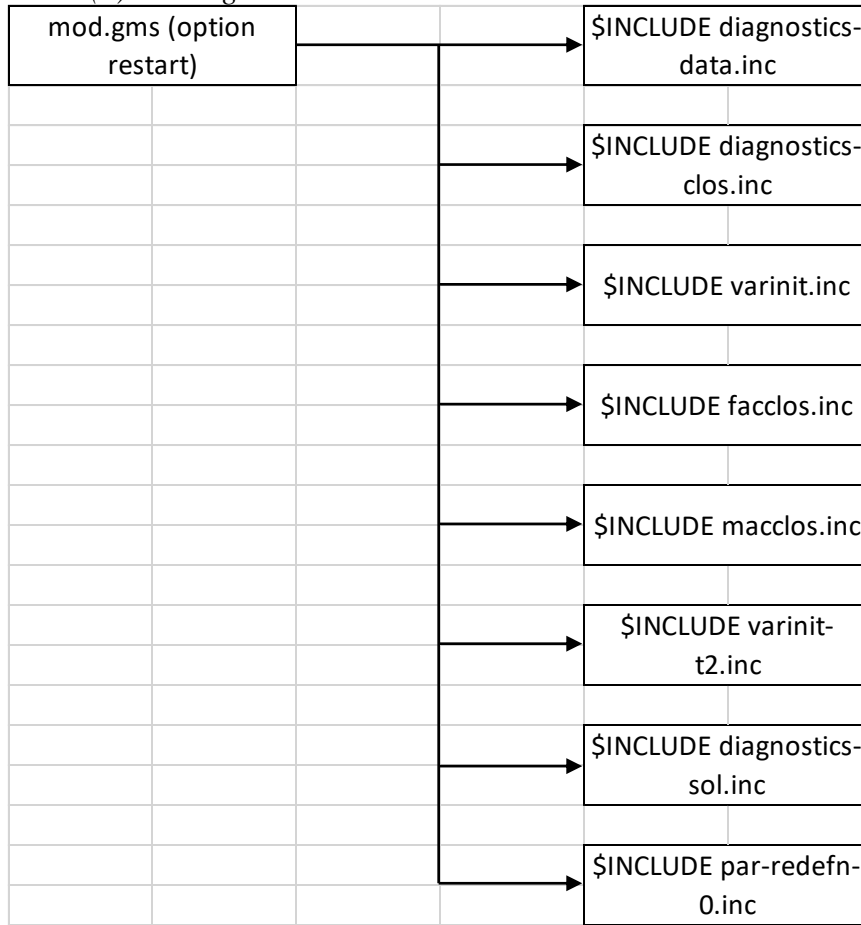 mod.gms (option
restart)
$INCLUDE diagnostics-
data.inc
$INCLUDE diagnostics-
clos.inc
$INCLUDE varinit.inc
$INCLUDE facclos.inc
$INCLUDE macclos.inc
$INCLUDE varinit-
t2.inc
$INCLUDE diagnostics-
sol.inc
$INCLUDE par-redefn-
0.inc